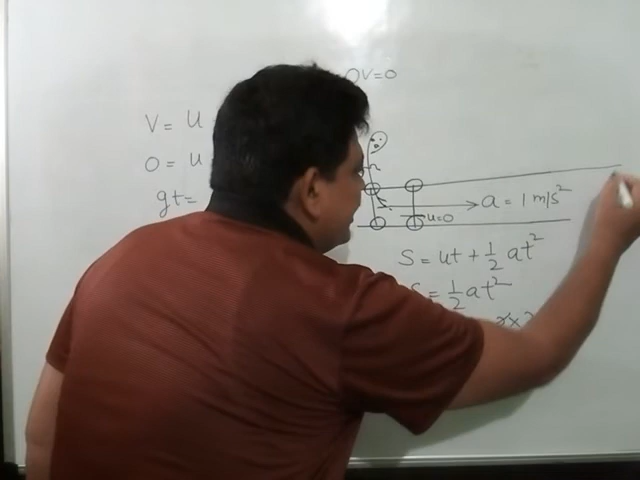 V=0
V= U
0 = u
gt=
a = 1 m/s²
u=0
S = ut + 1/2 at²
= 1/2 at²